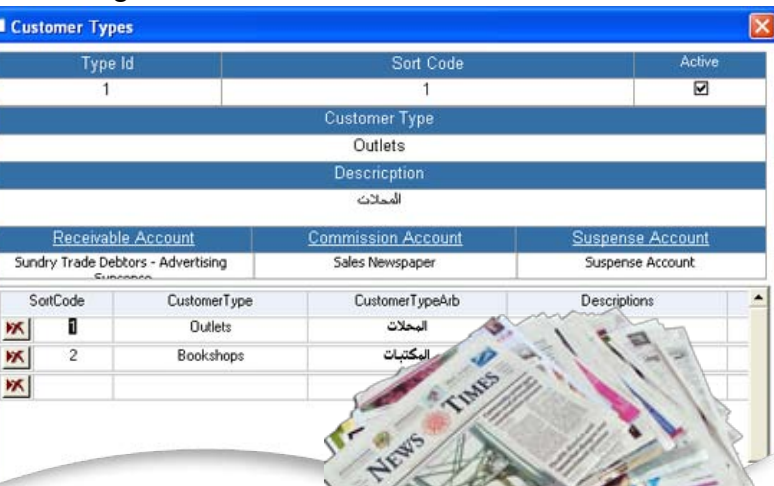 Customer Types
Type Id Sort Code Active
1 1
Customer Type
Outlets
Descricption
المحلات
Receivable Account Commission Account Suspense Account
Sundry Trade Debtors - Advertising Sales Newspaper Suspense Account
SortCode CustomerType CustomerTypeArb Descriptions
1 Outlets المحلات
2 Bookshops المكتبات
NEWS TIMES